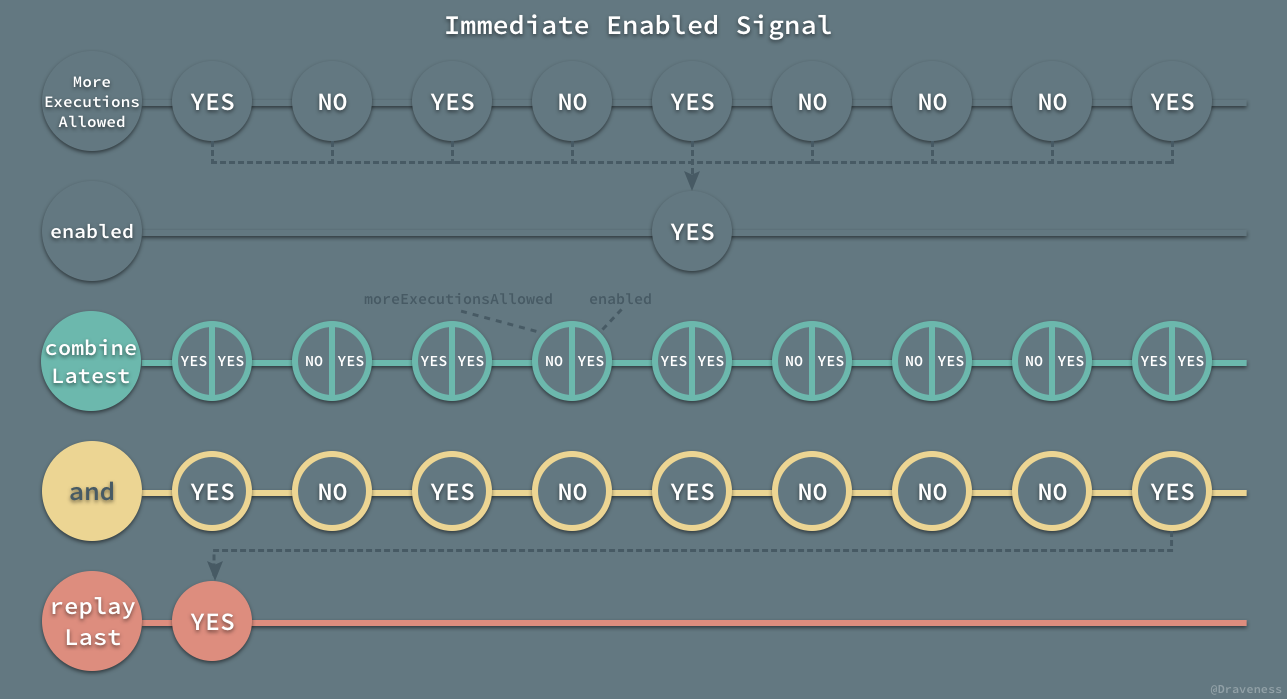 Immediate Enabled Signal
More
Executions
Allowed
YES NO YES NO YES NO NO NO YES
enabled
YES
moreExecutionsAllowed enabled
combine
Latest
YES YES NO YES YES YES NO YES YES YES NO YES NO YES NO YES YES YES
and
YES NO YES NO YES NO NO NO YES
replay
Last
YES
@Draveness